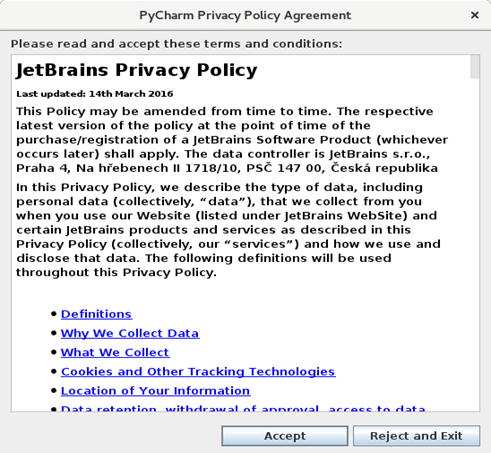 PyCharm Privacy Policy Agreement
Please read and accept these terms and conditions:
JetBrains Privacy Policy
Last updated: 14th March 2016
This Policy may be amended from time to time. The respective
latest version of the policy at the point of time of the
purchase/registration of a JetBrains Software Product (whichever
occurs later) shall apply. The data controller is JetBrains s.r.o.,
Praha 4, Na hřebenech II 1718/10, PSČ 147 00, Česká republika
In this Privacy Policy, we describe the type of data, including
personal data (collectively, “data”), that we collect from you
when you use our Website (listed under JetBrains WebSite) and
certain JetBrains products and services as described in this
Privacy Policy (collectively, our “services”) and how we use and
disclose that data. The following definitions will be used
throughout this Privacy Policy.
• Definitions
• Why We Collect Data
• What We Collect
• Cookies and Other Tracking Technologies
• Location of Your Information
• Data retention, withdrawal of approval, access to data
Accept
Reject and Exit